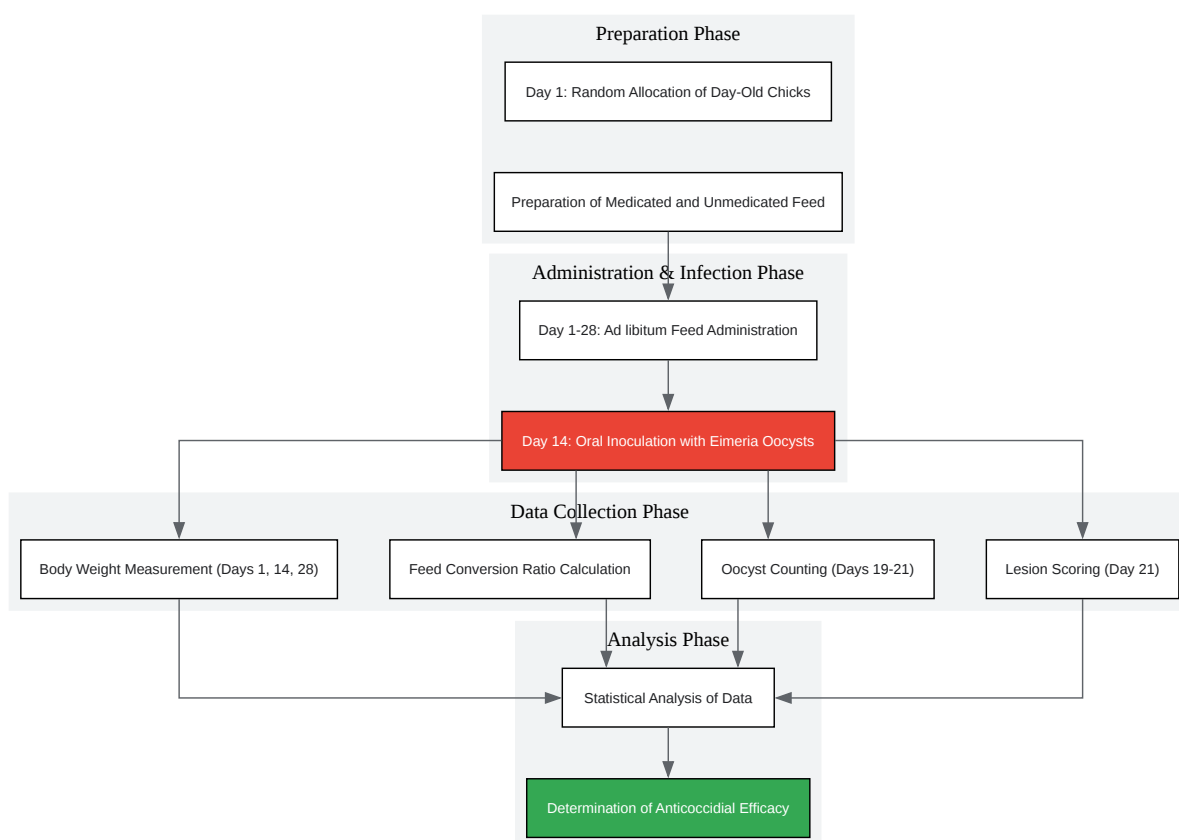 Preparation Phase
Day 1: Random Allocation of Day-Old Chicks
Preparation of Medicated and Unmedicated Feed
Administration & Infection Phase
Day 1-28: Ad libitum Feed Administration
Day 14: Oral Inoculation with Eimeria Oocysts
Data Collection Phase
Body Weight Measurement (Days 1, 14, 28)
Feed Conversion Ratio Calculation
Oocyst Counting (Days 19-21)
Lesion Scoring (Day 21)
Analysis Phase
Statistical Analysis of Data
Determination of Anticoccidial Efficacy